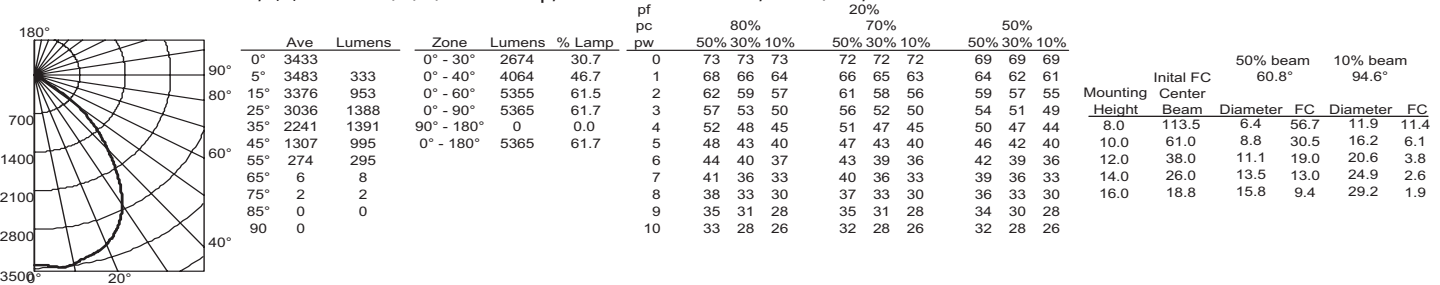 180°
90°
80°
700
1400
60°
2100
2800
40°
3500
0°
20°
Ave Lumens
0° 3433
5° 3483 333
15° 3376 953
25° 3036 1388
35° 2241 1391
45° 1307 995
55° 274 295
65° 6 8
75° 2 2
85° 0 0
90 0
Zone Lumens % Lamp
0° - 30° 2674 30.7
0° - 40° 4064 46.7
0° - 60° 5355 61.5
0° - 90° 5365 61.7
90° - 180° 0 0.0
0° - 180° 5365 61.7
pf 20%
pc 80% 70% 50%
pw 50% 30% 10% 50% 30% 10% 50% 30% 10%
0 73 73 73 72 72 72 69 69 69
1 68 66 64 66 65 63 64 62 61
2 62 59 57 61 58 56 59 57 55
3 57 53 50 56 52 50 54 51 49
4 52 48 45 51 47 45 50 47 44
5 48 43 40 47 43 40 46 42 40
6 44 40 37 43 39 36 42 39 36
7 41 36 33 40 36 33 39 36 33
8 38 33 30 37 33 30 36 33 30
9 35 31 28 35 31 28 34 30 28
10 33 28 26 32 28 26 32 28 26
50% beam 10% beam
Inital FC 60.8° 94.6°
Mounting Center
Height Beam Diameter FC Diameter FC
8.0 113.5 6.4 56.7 11.9 11.4
10.0 61.0 8.8 30.5 16.2 6.1
12.0 38.0 11.1 19.0 20.6 3.8
14.0 26.0 13.5 13.0 24.9 2.6
16.0 18.8 15.8 9.4 29.2 1.9